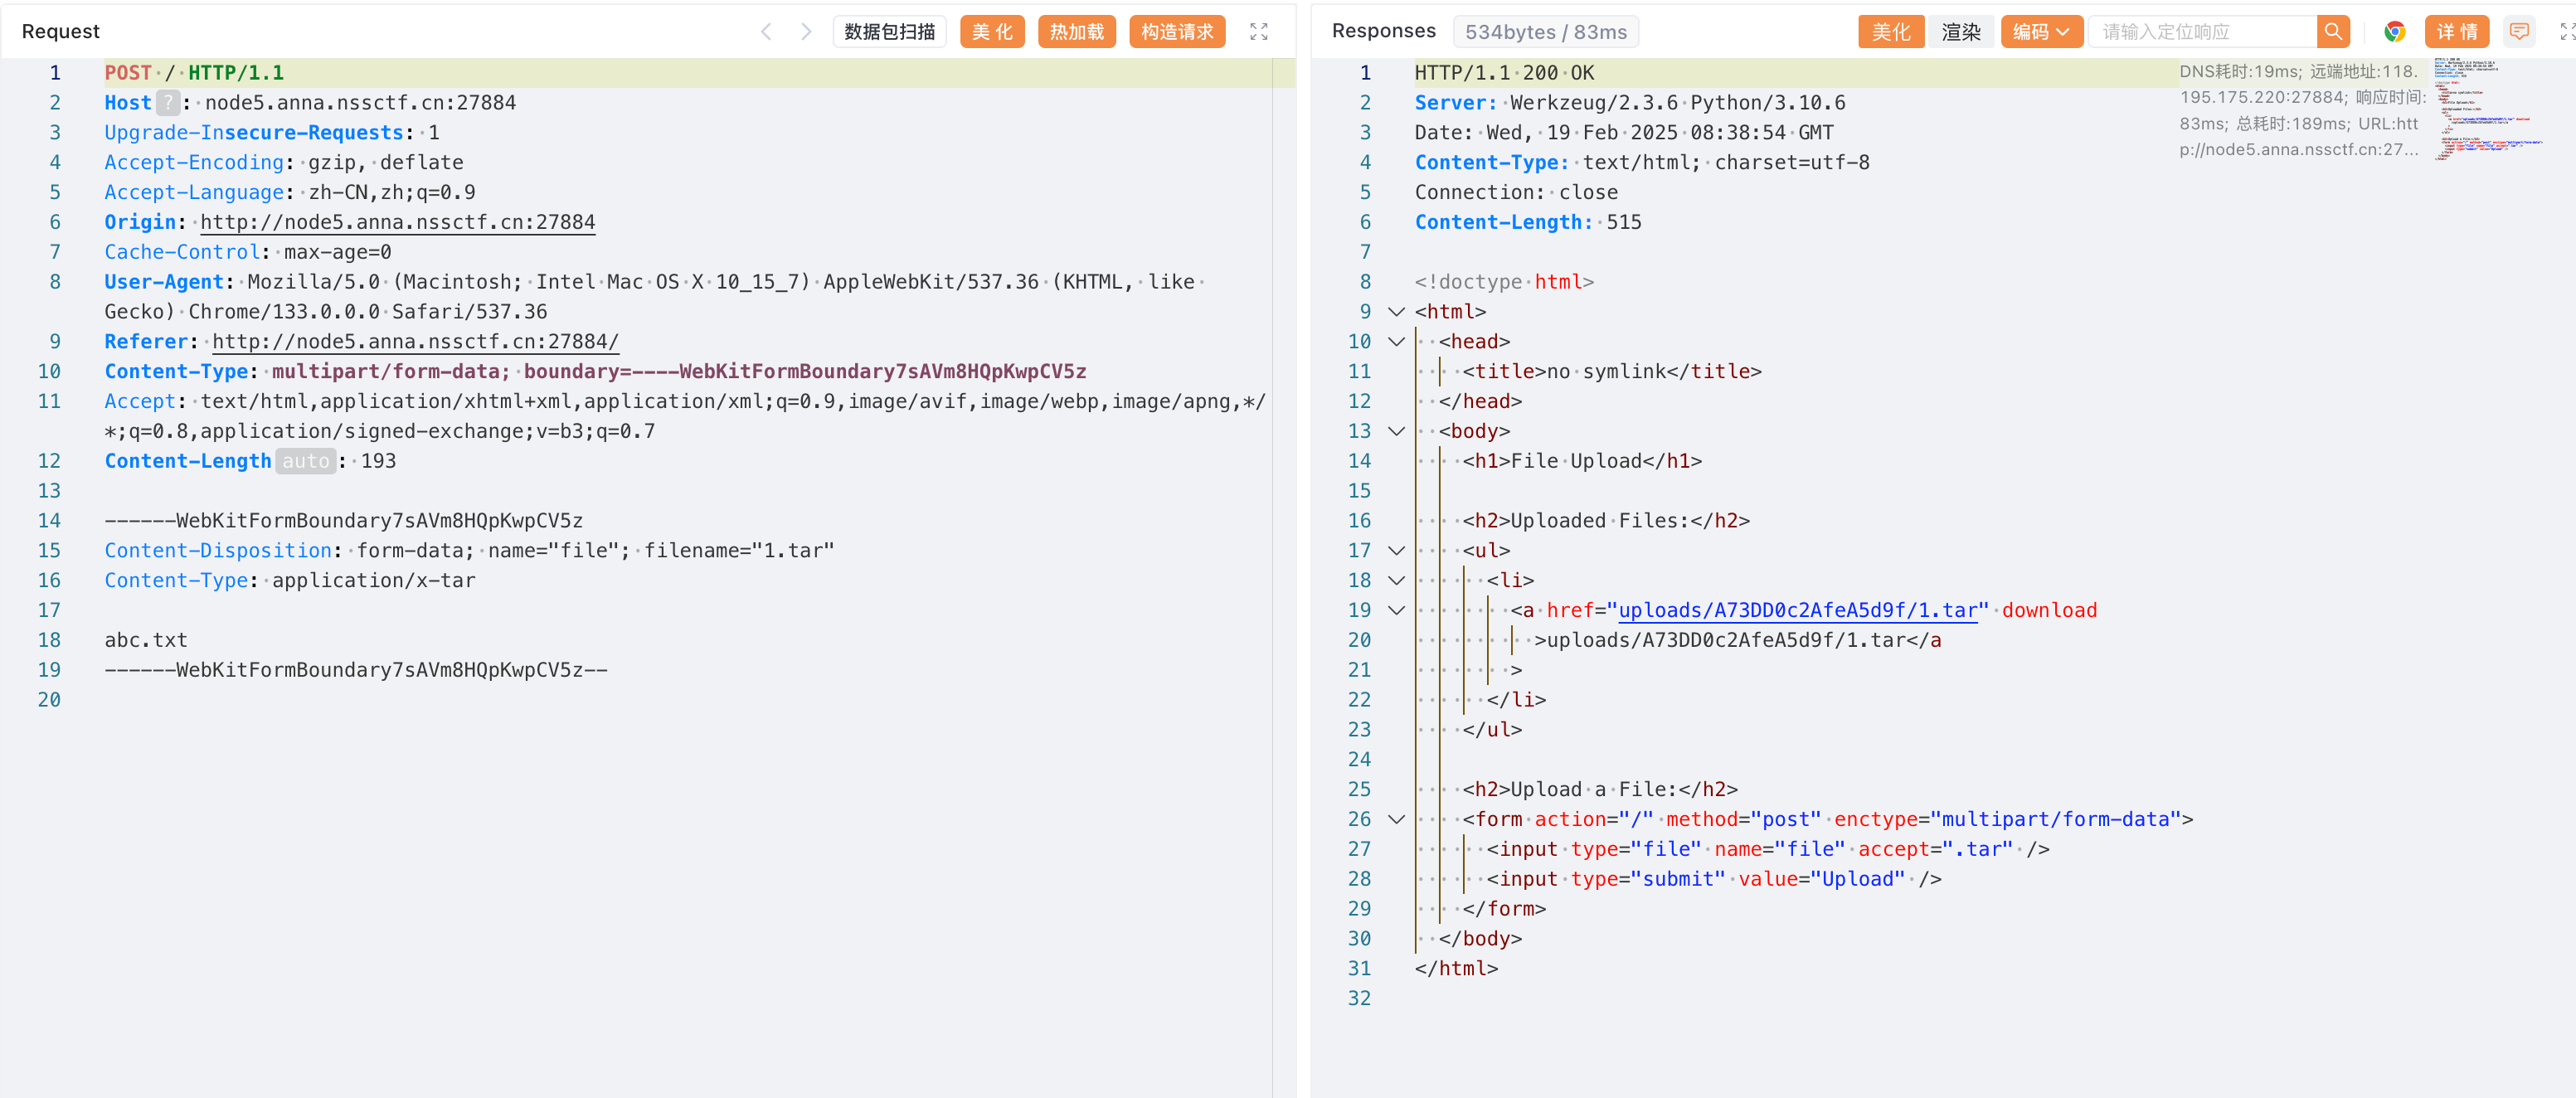 Request
数据包扫描
美 化
热加载
构造请求
1 POST / HTTP/1.1
2 Host ? : node5.anna.nssctf.cn:27884
3 Upgrade-Insecure-Requests: 1
4 Accept-Encoding: gzip, deflate
5 Accept-Language: zh-CN,zh;q=0.9
6 Origin: http://node5.anna.nssctf.cn:27884
7 Cache-Control: max-age=0
8 User-Agent: Mozilla/5.0 (Macintosh; Intel Mac OS X 10_15_7) AppleWebKit/537.36 (KHTML, like
Gecko) Chrome/133.0.0.0 Safari/537.36
9 Referer: http://node5.anna.nssctf.cn:27884/
10 Content-Type: multipart/form-data; boundary=----WebKitFormBoundary7sAVm8HQpKwpCV5z
11 Accept: text/html,application/xhtml+xml,application/xml;q=0.9,image/avif,image/webp,image/apng,*/
*;q=0.8,application/signed-exchange;v=b3;q=0.7
12 Content-Length auto : 193
13
14 ------WebKitFormBoundary7sAVm8HQpKwpCV5z
15 Content-Disposition: form-data; name="file"; filename="1.tar"
16 Content-Type: application/x-tar
17
18 abc.txt
19 ------WebKitFormBoundary7sAVm8HQpKwpCV5z--
20
Responses
534bytes / 83ms
美化
渲染
编码
请输入定位响应
详 情
1 HTTP/1.1 200 OK
2 Server: Werkzeug/2.3.6 Python/3.10.6
3 Date: Wed, 19 Feb 2025 08:38:54 GMT
4 Content-Type: text/html; charset=utf-8
5 Connection: close
6 Content-Length: 515
7
8 <!doctype html>
9 <html>
10 <head>
11 <title>no symlink</title>
12 </head>
13 <body>
14 <h1>File Upload</h1>
15
16 <h2>Uploaded Files:</h2>
17 <ul>
18 <li>
19 <a href="uploads/A73DD0c2AfeA5d9f/1.tar" download
20 >uploads/A73DD0c2AfeA5d9f/1.tar</a
21 >
22 </li>
23 </ul>
24
25 <h2>Upload a File:</h2>
26 <form action="/" method="post" enctype="multipart/form-data">
27 <input type="file" name="file" accept=".tar" />
28 <input type="submit" value="Upload" />
29 </form>
30 </body>
31 </html>
32
DNS耗时:19ms; 远端地址:118.
195.175.220:27884; 响应时间:
83ms; 总耗时:189ms; URL:htt
p://node5.anna.nssctf.cn:27...